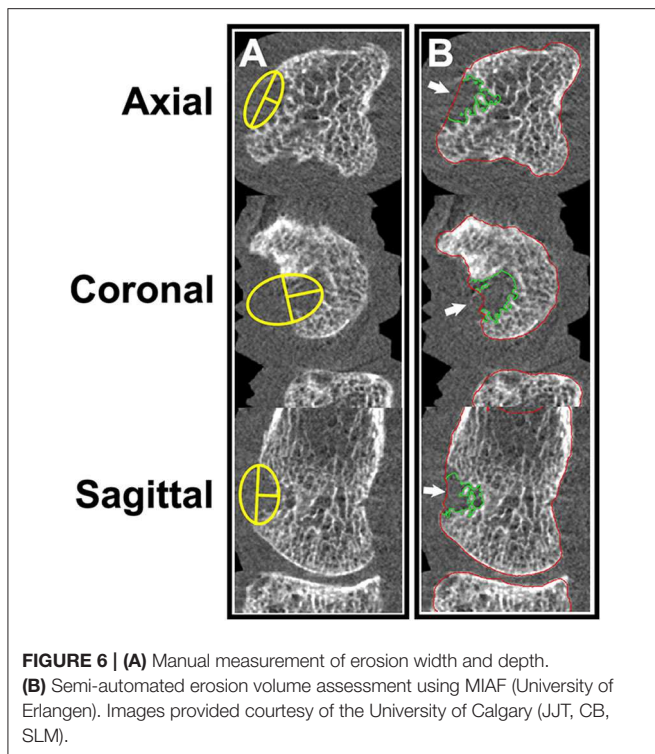 A
B
Axial
Coronal
Sagittal
FIGURE 6 | (A) Manual measurement of erosion width and depth.
(B) Semi-automated erosion volume assessment using MIAF (University of
Erlangen). Images provided courtesy of the University of Calgary (JJT, CB,
SLM).